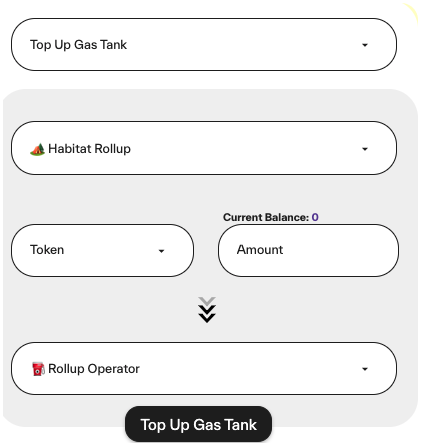 Top Up Gas Tank
Habitat Rollup
Current Balance: 0
Token
Amount
Rollup Operator
Top Up Gas Tank